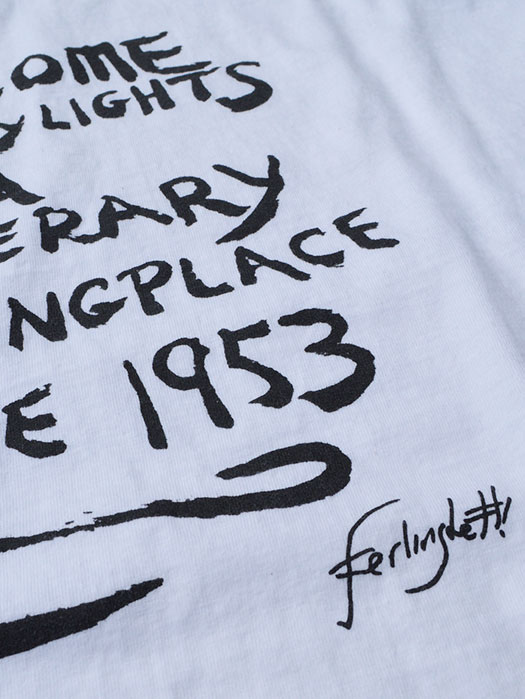 COME
LIGHTS
A
ERARY
NGPLACE
E 1953
Ferlinghetti